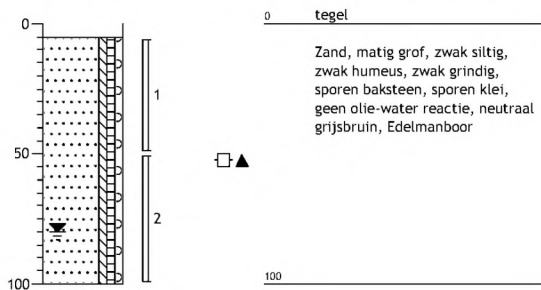 0
50
100
1
2
0 tegel
Zand, matig grof, zwak siltig,
zwak humeus, zwak grindig,
sporen baksteen, sporen klei,
geen olie-water reactie, neutraal
grijsbruin, Edelmanboor
100